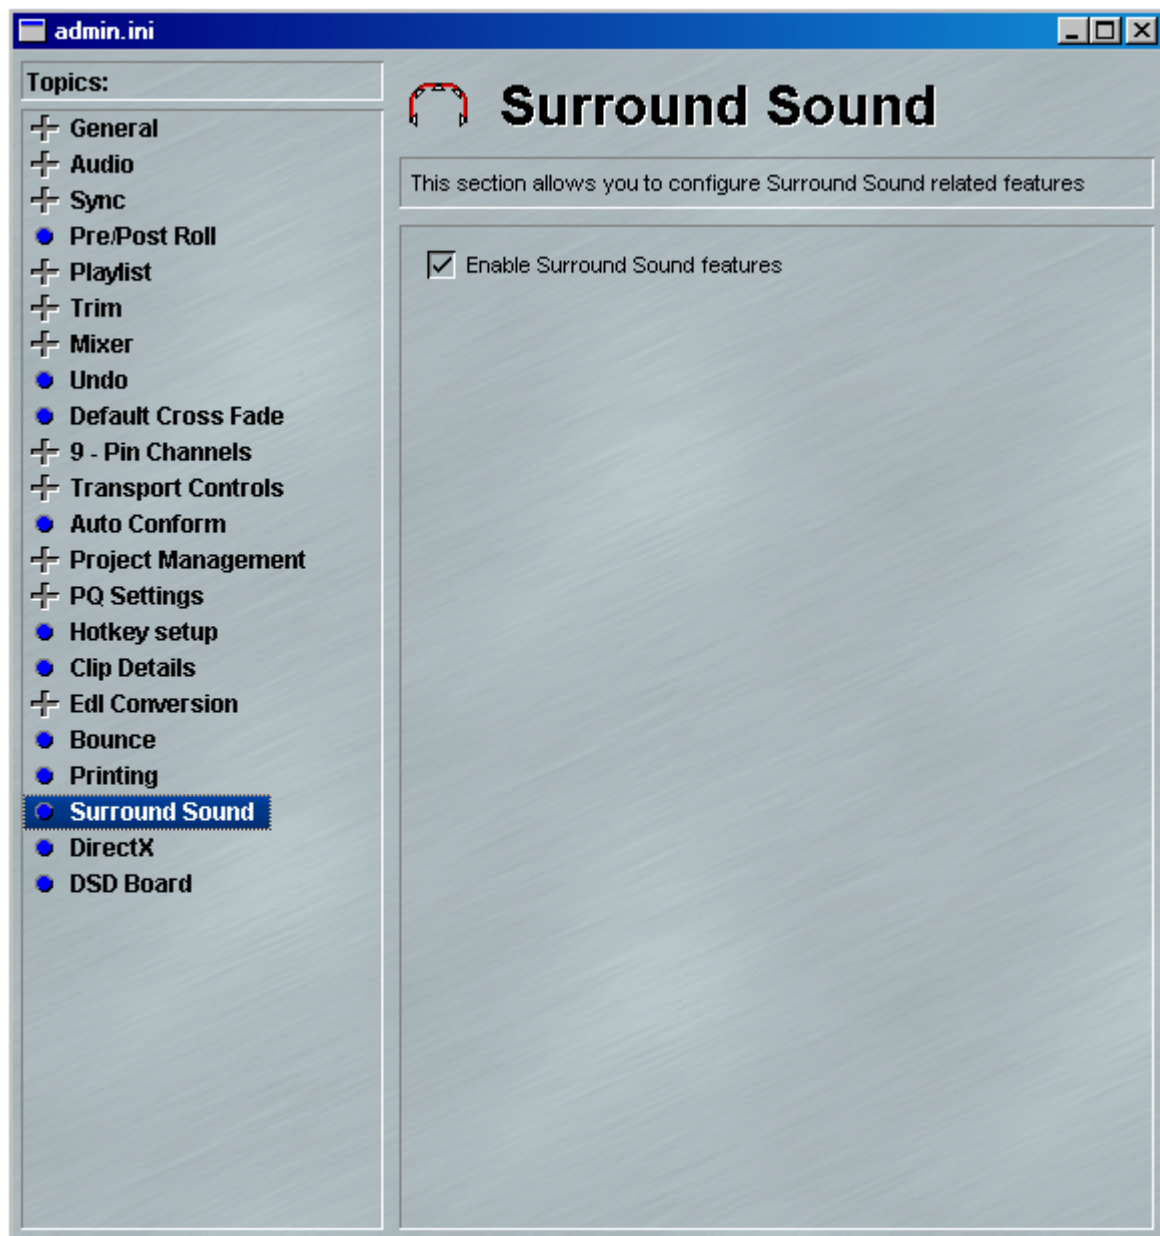 admin.ini
Topics:
General
Audio
Sync
Pre/Post Roll
Playlist
Trim
Mixer
Undo
Default Cross Fade
9 - Pin Channels
Transport Controls
Auto Conform
Project Management
PQ Settings
Hotkey setup
Clip Details
Edl Conversion
Bounce
Printing
Surround Sound
DirectX
DSD Board
Surround Sound
This section allows you to configure Surround Sound related features
Enable Surround Sound features